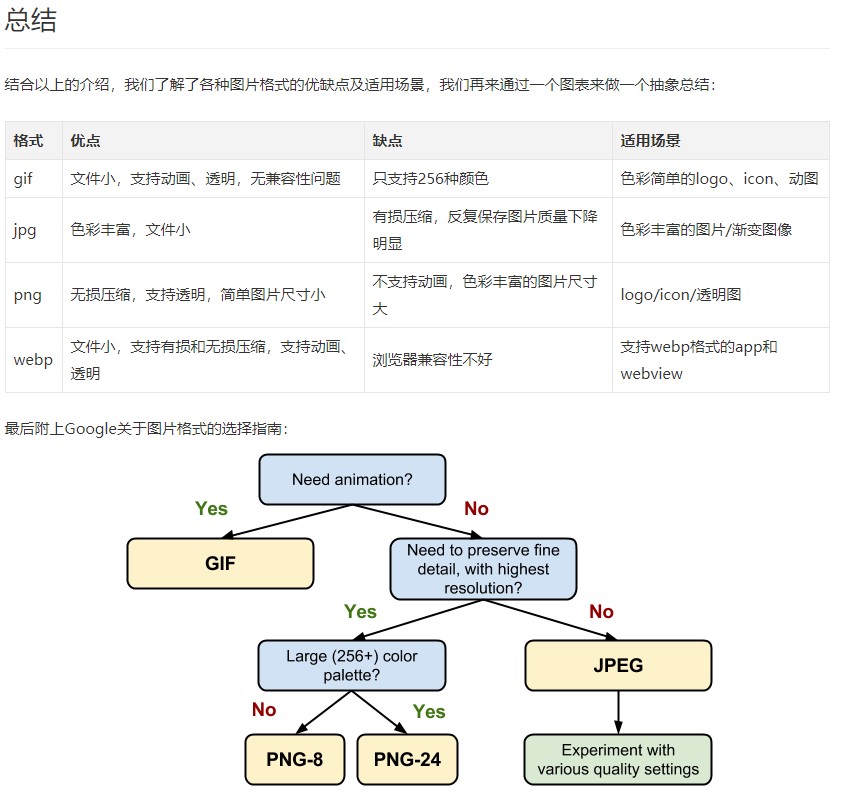 总结
结合以上的介绍，我们了解了各种图片格式的优缺点及适用场景，我们再来通过一个图表来做一个抽象总结：
格式 优点 缺点 适用场景
gif 文件小，支持动画、透明，无兼容性问题 只支持256种颜色 色彩简单的logo、icon、动图
jpg 色彩丰富，文件小 有损压缩，反复保存图片质量下降
明显 色彩丰富的图片/渐变图像
png 无损压缩，支持透明，简单图片尺寸小 不支持动画，色彩丰富的图片尺寸
大 logo/icon/透明图
webp 文件小，支持有损和无损压缩，支持动画、
透明 浏览器兼容性不好 支持webp格式的app和
webview
最后附上Google关于图片格式的选择指南：
Need animation?
Yes No
GIF
Need to preserve fine
detail, with highest
resolution?
Yes No
Large (256+) color
palette?
JPEG
No Yes
PNG-8 PNG-24
Experiment with
various quality settings